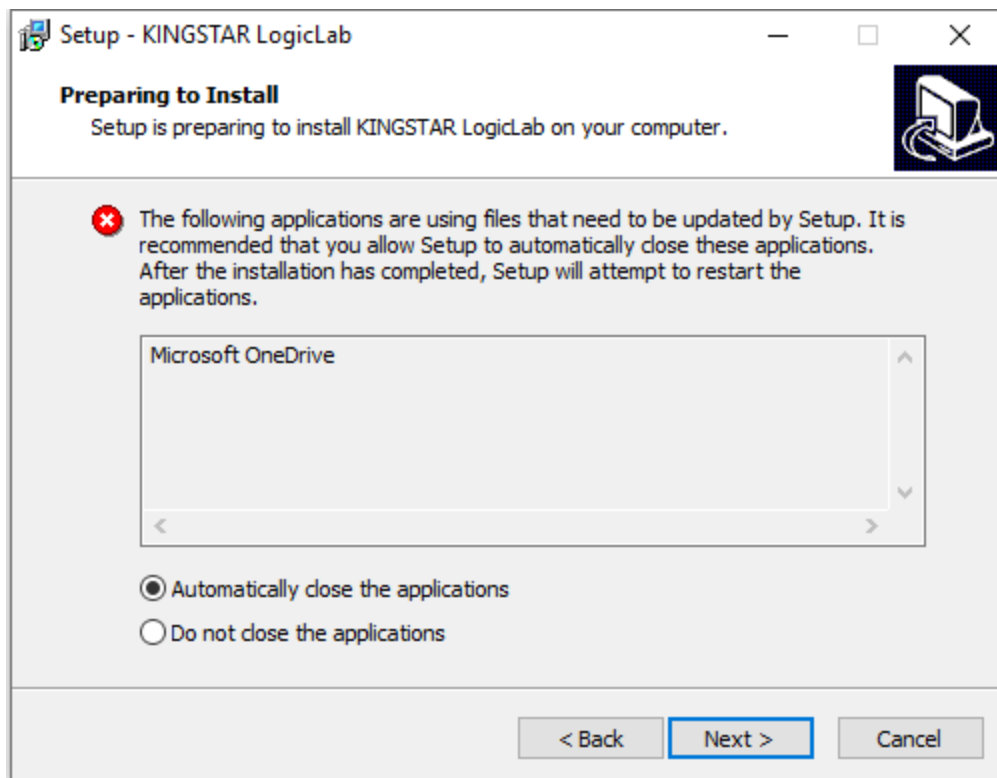 Setup - KINGSTAR LogicLab
Preparing to Install
Setup is preparing to install KINGSTAR LogicLab on your computer.
The following applications are using files that need to be updated by Setup. It is
recommended that you allow Setup to automatically close these applications.
After the installation has completed, Setup will attempt to restart the
applications.
Microsoft OneDrive
Automatically close the applications
Do not close the applications
< Back Next > Cancel